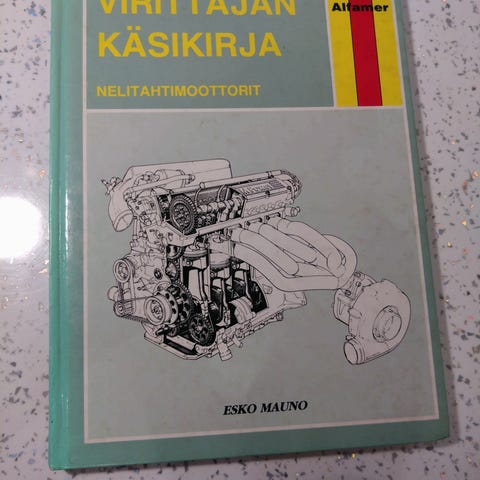 VIRITTÄJÄN
KÄSIKIRJA
Alfamer
NELITAHTIMOOTTORIT
ESKO MAUNO